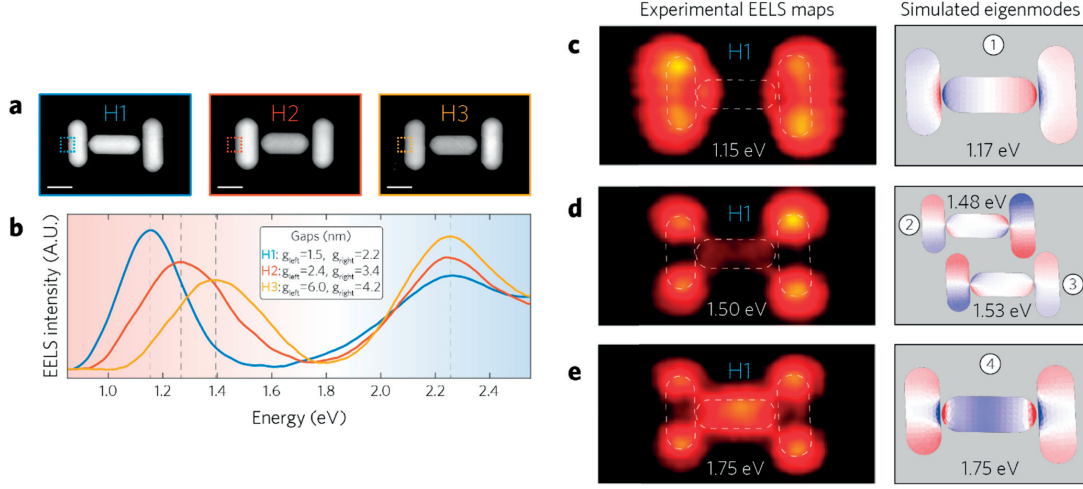 a
H1
H2
H3
b
EELS intensity (A.U.)
Gaps (nm)
H1: g_left=1.5, g_right=2.2
H2: g_left=2.4, g_right=3.4
H3: g_left=6.0, g_right=4.2
1.0 1.2 1.4 1.6 1.8 2.0 2.2 2.4
Energy (eV)
Experimental EELS maps
Simulated eigenmodes
c
H1
1.15 eV
1
1.17 eV
d
H1
1.50 eV
1.48 eV
2
3
1.53 eV
e
H1
1.75 eV
4
1.75 eV